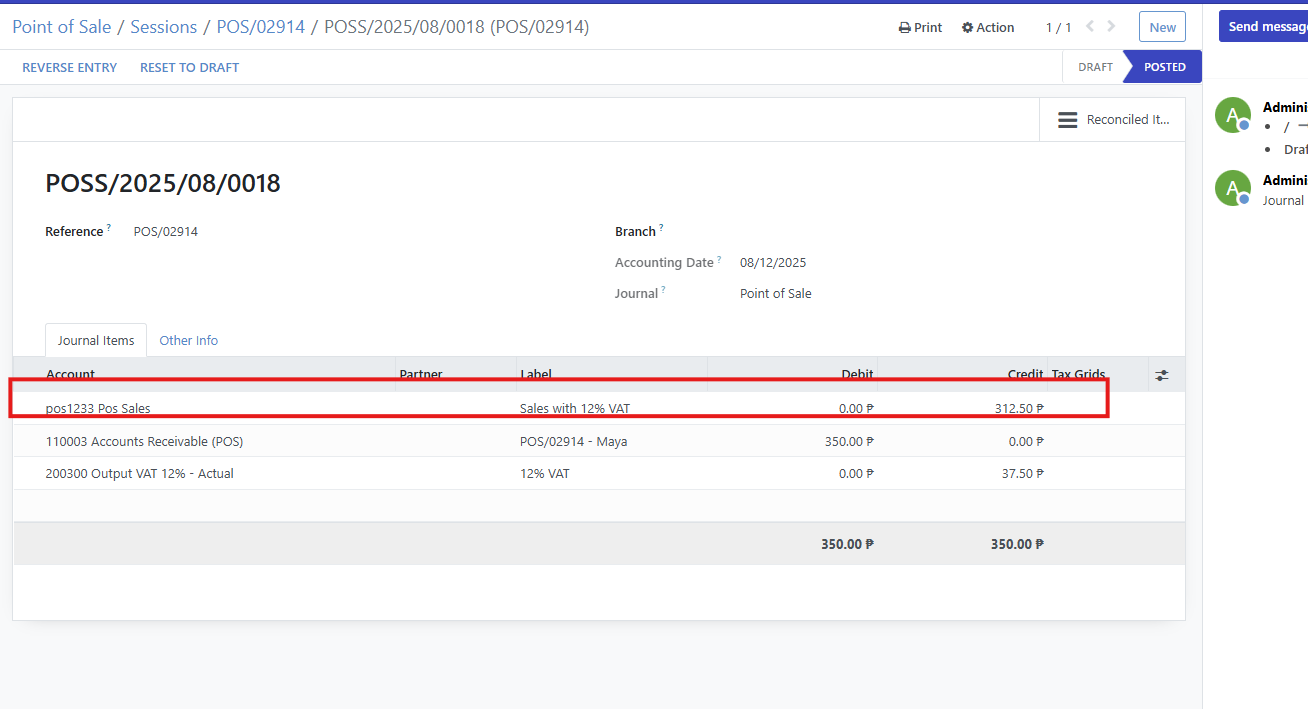 Point of Sale / Sessions / POS/02914 / POSS/2025/08/0018 (POS/02914) Print Action 1 / 1 New Send message
REVERSE ENTRY RESET TO DRAFT DRAFT POSTED
Reconciled It...
A Admini
/
Draf
A Admini
Journal
POSS/2025/08/0018
Reference ? POS/02914 Branch ?
Accounting Date ? 08/12/2025
Journal ? Point of Sale
Journal Items Other Info
Account Partner Label Debit Credit Tax Grids
pos1233 Pos Sales Sales with 12% VAT 0.00 ₱ 312.50 ₱
110003 Accounts Receivable (POS) POS/02914 - Maya 350.00 ₱ 0.00 ₱
200300 Output VAT 12% - Actual 12% VAT 0.00 ₱ 37.50 ₱
350.00 ₱ 350.00 ₱